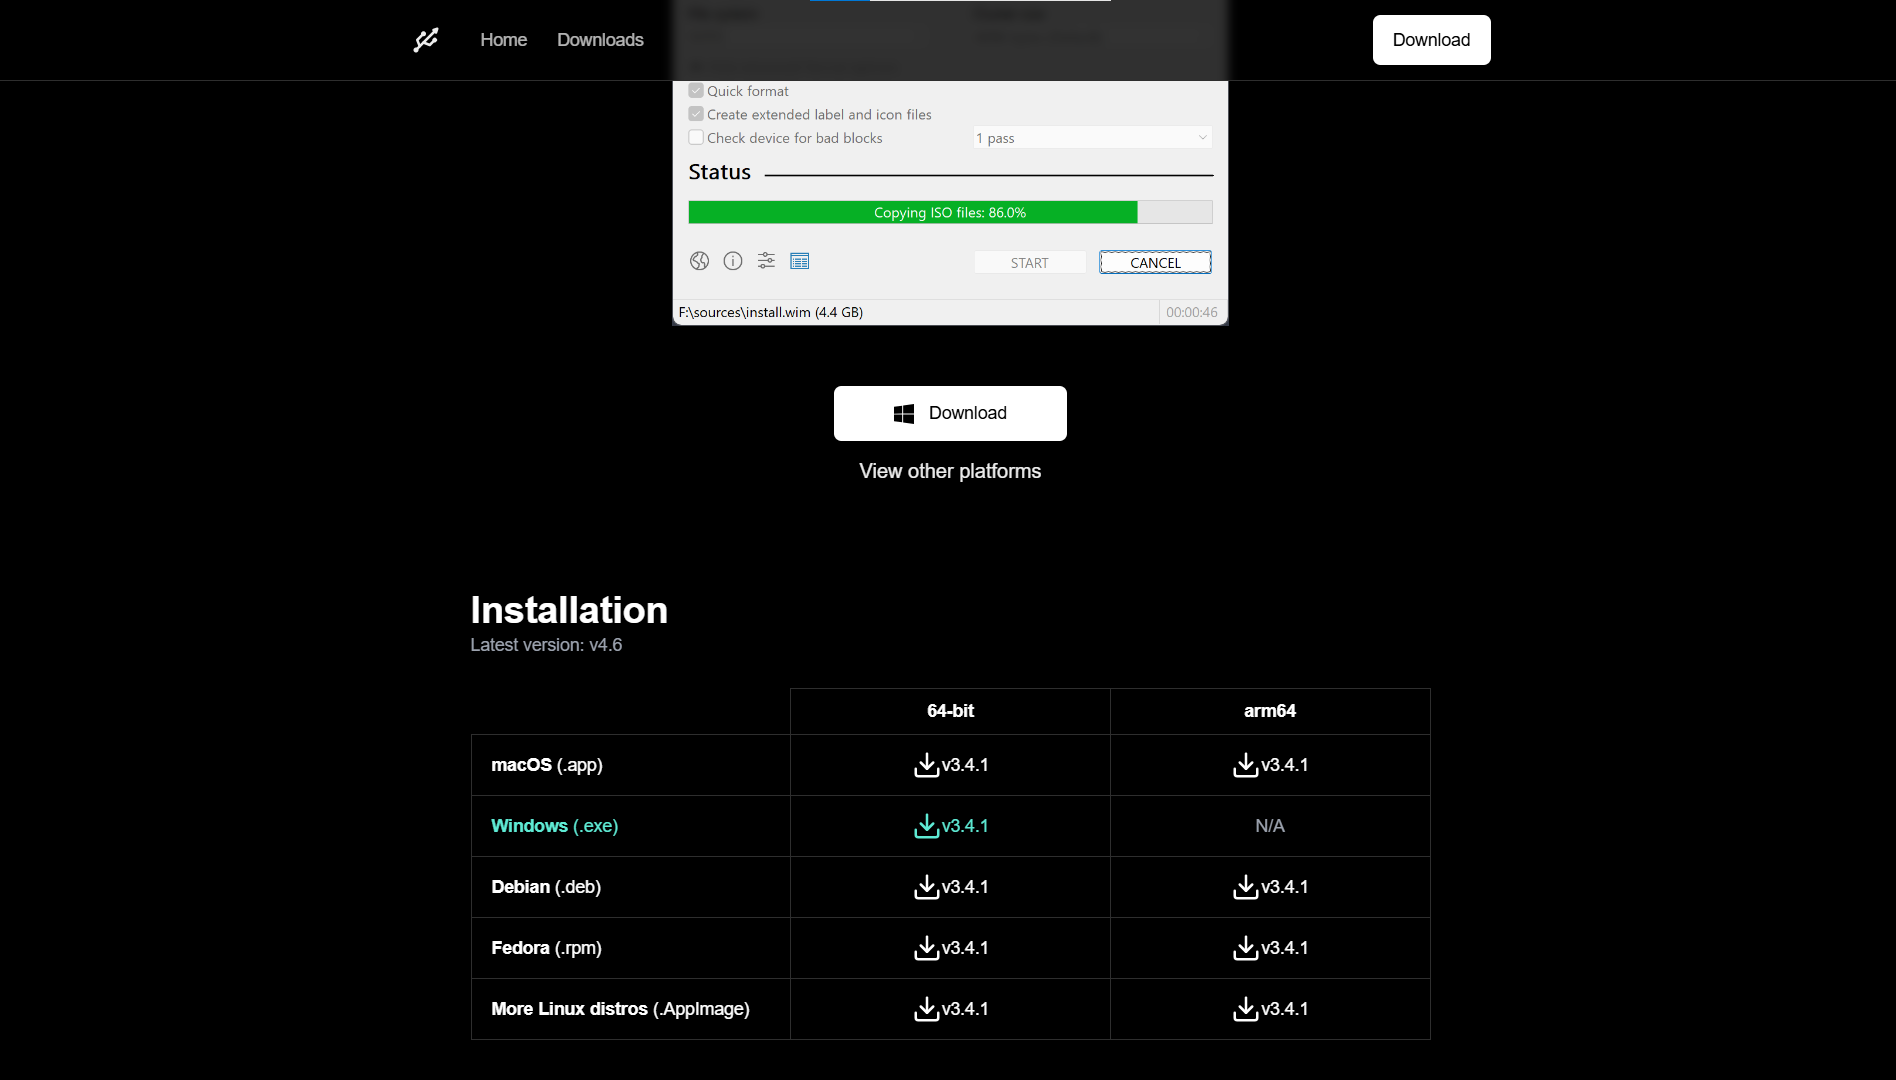 Home Downloads Download
Quick format
Create extended label and icon files
Check device for bad blocks 1 pass
Status
Copying ISO files: 86.0%
START CANCEL
F:\sources\install.wim (4.4 GB) 00:00:46
Download
View other platforms
Installation
Latest version: v4.6
64-bit arm64
macOS (.app) v3.4.1 v3.4.1
Windows (.exe) v3.4.1 N/A
Debian (.deb) v3.4.1 v3.4.1
Fedora (.rpm) v3.4.1 v3.4.1
More Linux distros (.AppImage) v3.4.1 v3.4.1